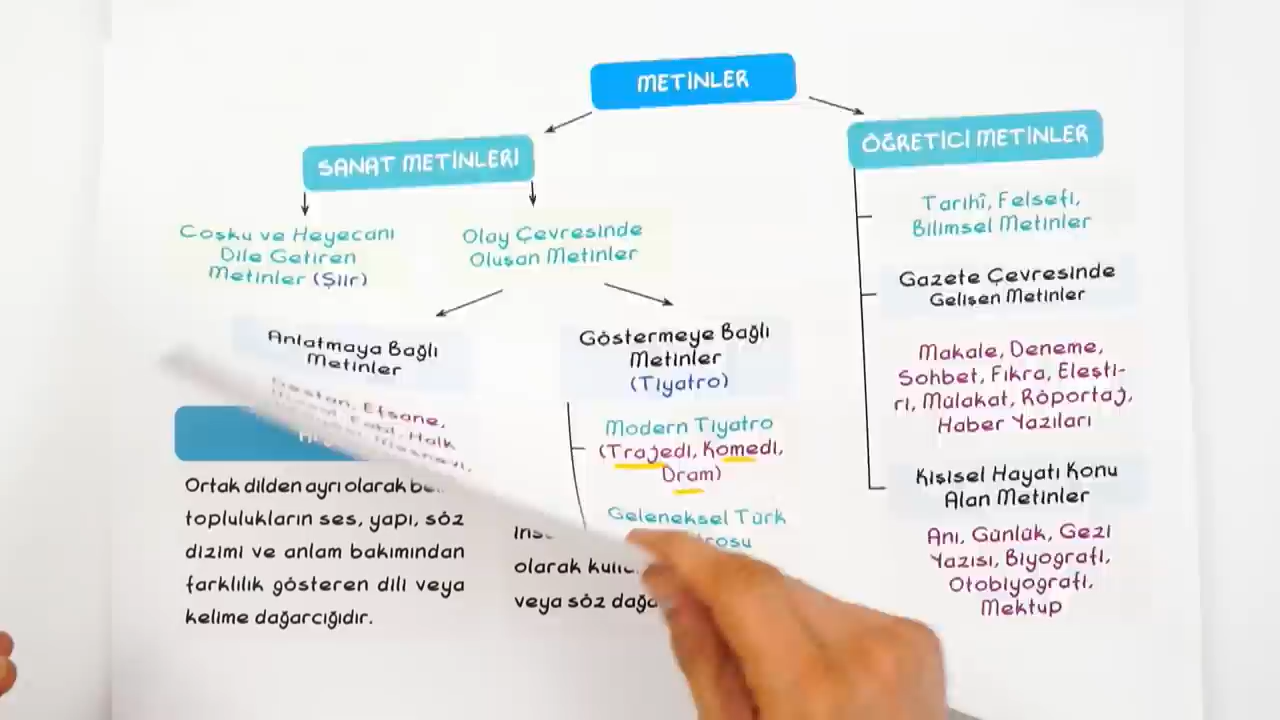 METİNLER
SANAT METİNLERİ
Coşku ve Heyecanı
Dile Getiren
Metinler (Şiir)
Olay Çevresinde
Oluşan Metinler
Anlatmaya Bağlı
Metinler
Efsane,
Halk
Göstermeye Bağlı
Metinler
(Tiyatro)
Modern Tiyatro
(Trajedi, Komedi,
Dram)
Geleneksel Türk
ÖĞRETİCİ METİNLER
Tarihî, Felsefi,
Bilimsel Metinler
Gazete Çevresinde
Gelişen Metinler
Makale, Deneme,
Sohbet, Fıkra, Eleşti-
ri, Mülakat, Röportaj,
Haber Yazıları
Kişisel Hayatı Konu
Alan Metinler
Anı, Günlük, Gezi
Yazısı, Biyografi,
Otobiyografi,
Mektup
Ortak dilden ayrı olarak
toplulukların ses, yapı, söz
dizimi ve anlam bakımından
farklılık gösteren dili veya
kelime dağarcığıdır.
olarak
veya söz